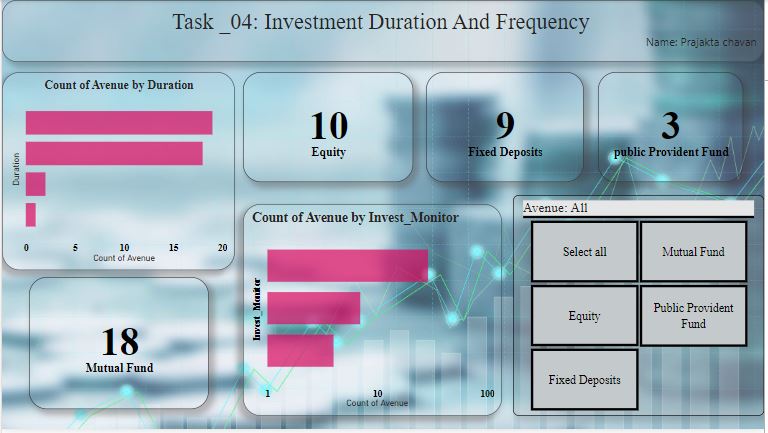 Task _04: Investment Duration And Frequency
Name: Prajakta chavan
Count of Avenue by Duration
Duration
0 5 10 15 20
Count of Avenue
10
Equity
9
Fixed Deposits
3
public Provident Fund
Count of Avenue by Invest_Monitor
Invest_Monitor
1 10 100
Count of Avenue
18
Mutual Fund
Avenue: All
Select all
Mutual Fund
Equity
Public Provident
Fund
Fixed Deposits